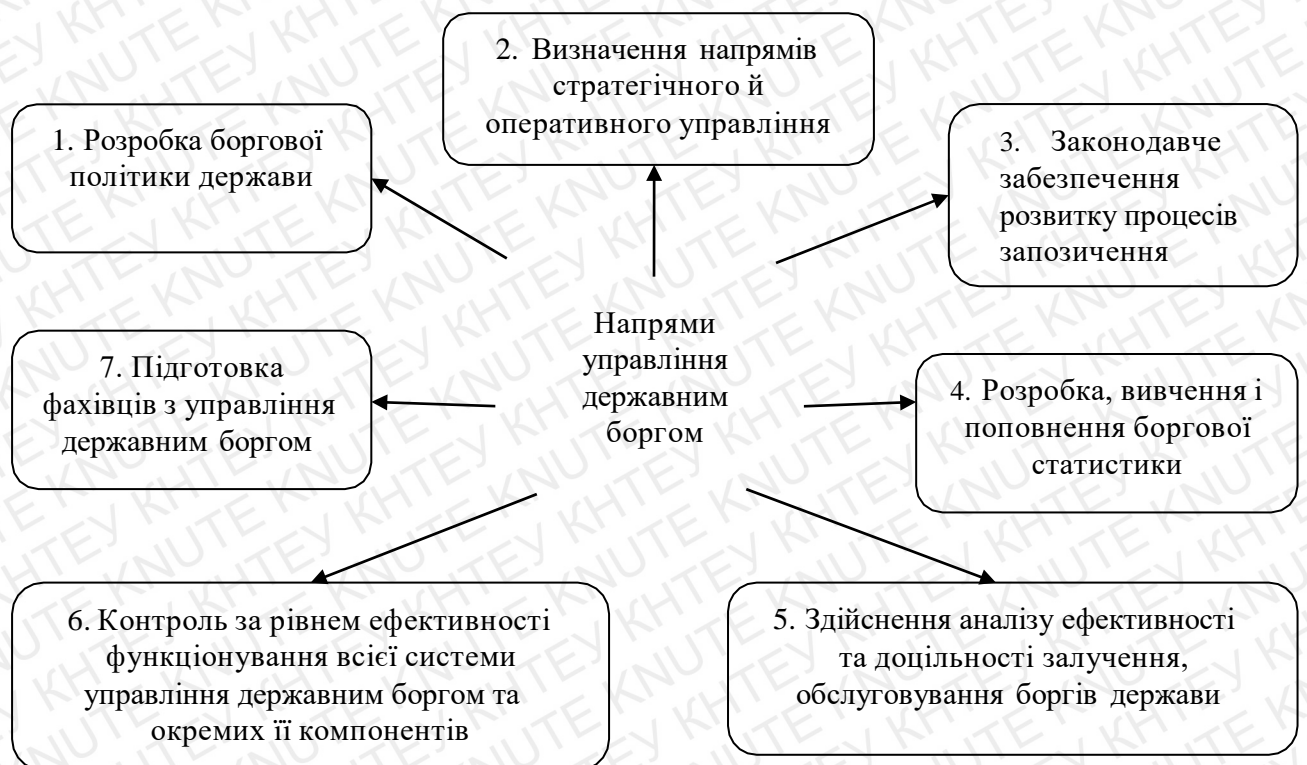 2. Визначення напрямів
стратегічного й
оперативного управління
1. Розробка боргової
політики держави
3. Законодавче
забезпечення
розвитку процесів
запозичення
Напрями
управління
державним
боргом
7. Підготовка
фахівців з управління
державним боргом
4. Розробка, вивчення і
поповнення боргової
статистики
6. Контроль за рівнем ефективності
функціонування всієї системи
управління державним боргом та
окремих її компонентів
5. Здійснення аналізу ефективності
та доцільності залучення,
обслуговування боргів держави